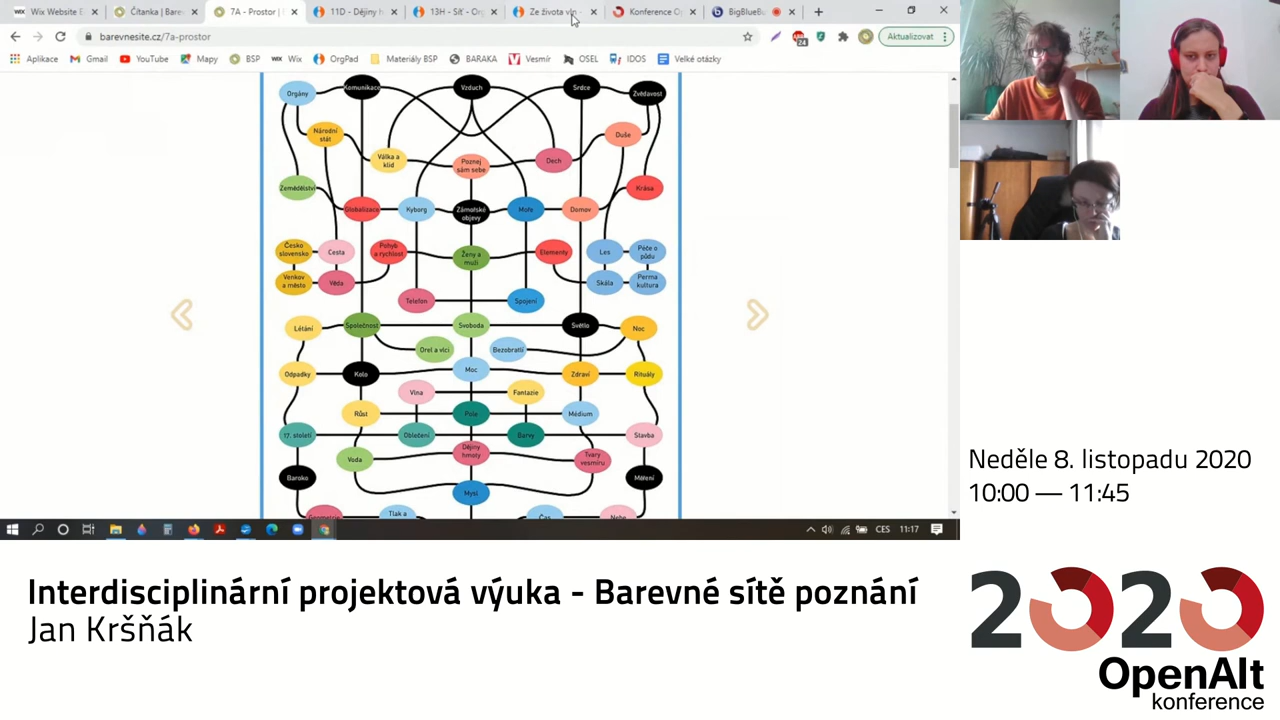 Wix Website E
Čítanka | Barev
7A - Prostor |
11D - Dějiny h
13H - Síť - Org
Ze života vln -
Konference O
BigBlueBu
barevnesite.cz/7a-prostor
24
Aktualizovat
Aplikace
Gmail
YouTube
Mapy
BSP
WiX
Wix
OrgPad
Materiály BSP
BARAKA
Vesmír
OSEL
IDOS
Velké otázky
Orgány
Komunikace
Vzduch
Srdce
Zvědavost
Národní
stát
Duše
Válka a
klid
Poznej
sám sebe
Dech
Zemědělství
Krása
Globalizace
Kyborg
Zámořské
objevy
Moře
Domov
Česko
slovensko
Cesta
Pohyb
a rychlost
Ženy a
muži
Elementy
Les
Péče o
půdu
Venkov
a město
Věda
Skála
Perma
kultura
Telefon
Spojení
Létání
Společnost
Svoboda
Světlo
Noc
Orel a vlci
Bezobratlí
Odpadky
Kolo
Moc
Zdraví
Rituály
Vlna
Fantazie
Růst
Pole
Médium
17. století
Oblečení
Barvy
Stavba
Voda
Dějiny
hmoty
Tvary
vesmíru
Baroko
Mysl
Měření
Geometrie
Tlak a
Čas
Nebe
CES
11:17
Neděle 8. listopadu 2020
10:00 — 11:45
Interdisciplinární projektová výuka - Barevné sítě poznání
Jan Kršňák
2020
OpenAlt
konference